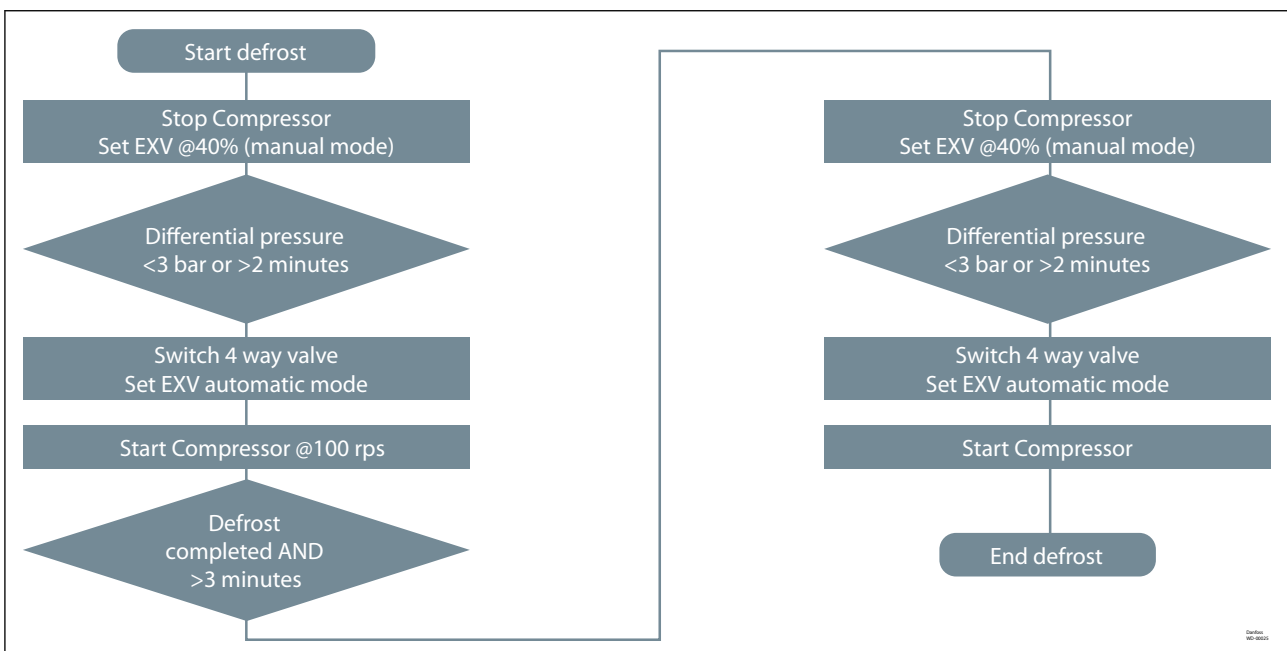 Start defrost
Stop Compressor
Set EXV @40% (manual mode)
Differential pressure
<3 bar or >2 minutes
Switch 4 way valve
Set EXV automatic mode
Start Compressor @100 rps
Defrost
completed AND
>3 minutes
Stop Compressor
Set EXV @40% (manual mode)
Differential pressure
<3 bar or >2 minutes
Switch 4 way valve
Set EXV automatic mode
Start Compressor
End defrost
Danfoss
WD-00025